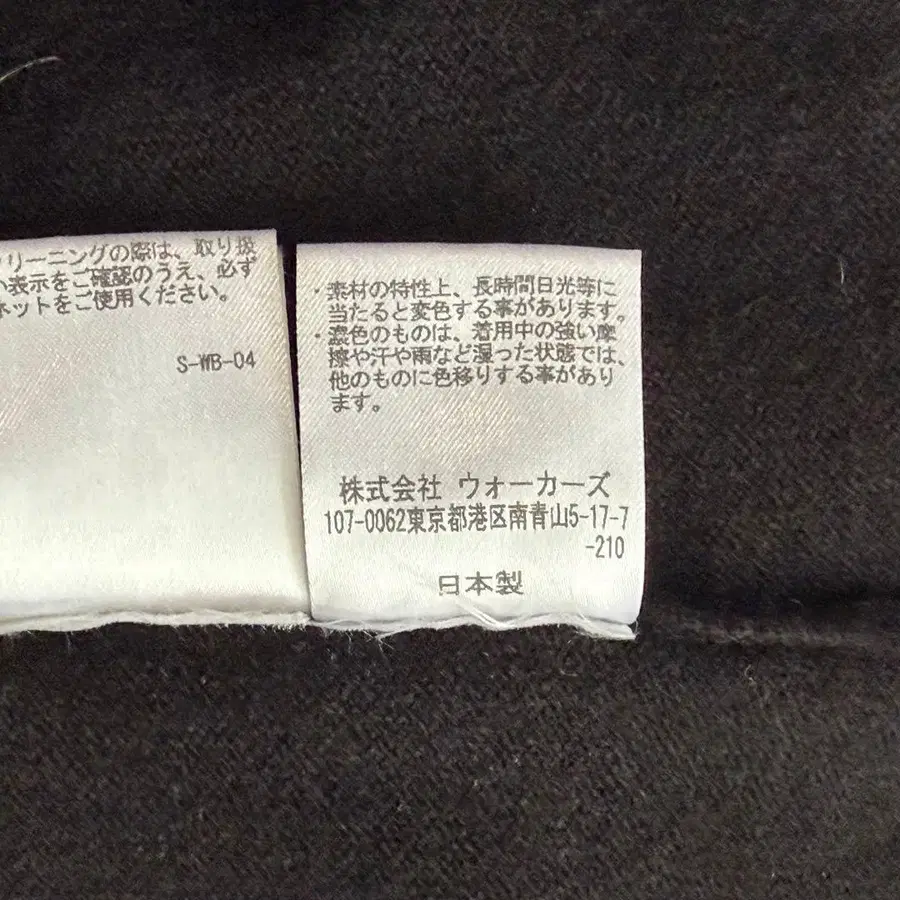 クリーニングの際は、取り扱
い表示をご確認のうえ、必ず
ネットをご使用ください。
S-WB-04
・素材の特性上、長時間日光等に
当たると変色する事があります。
・濃色のものは、着用中の強い摩
擦や汗や雨など湿った状態では、
他のものに色移りする事があり
ます。
株式会社 ウォーカーズ
107-0062東京都港区南青山5-17-7
-210
日本製